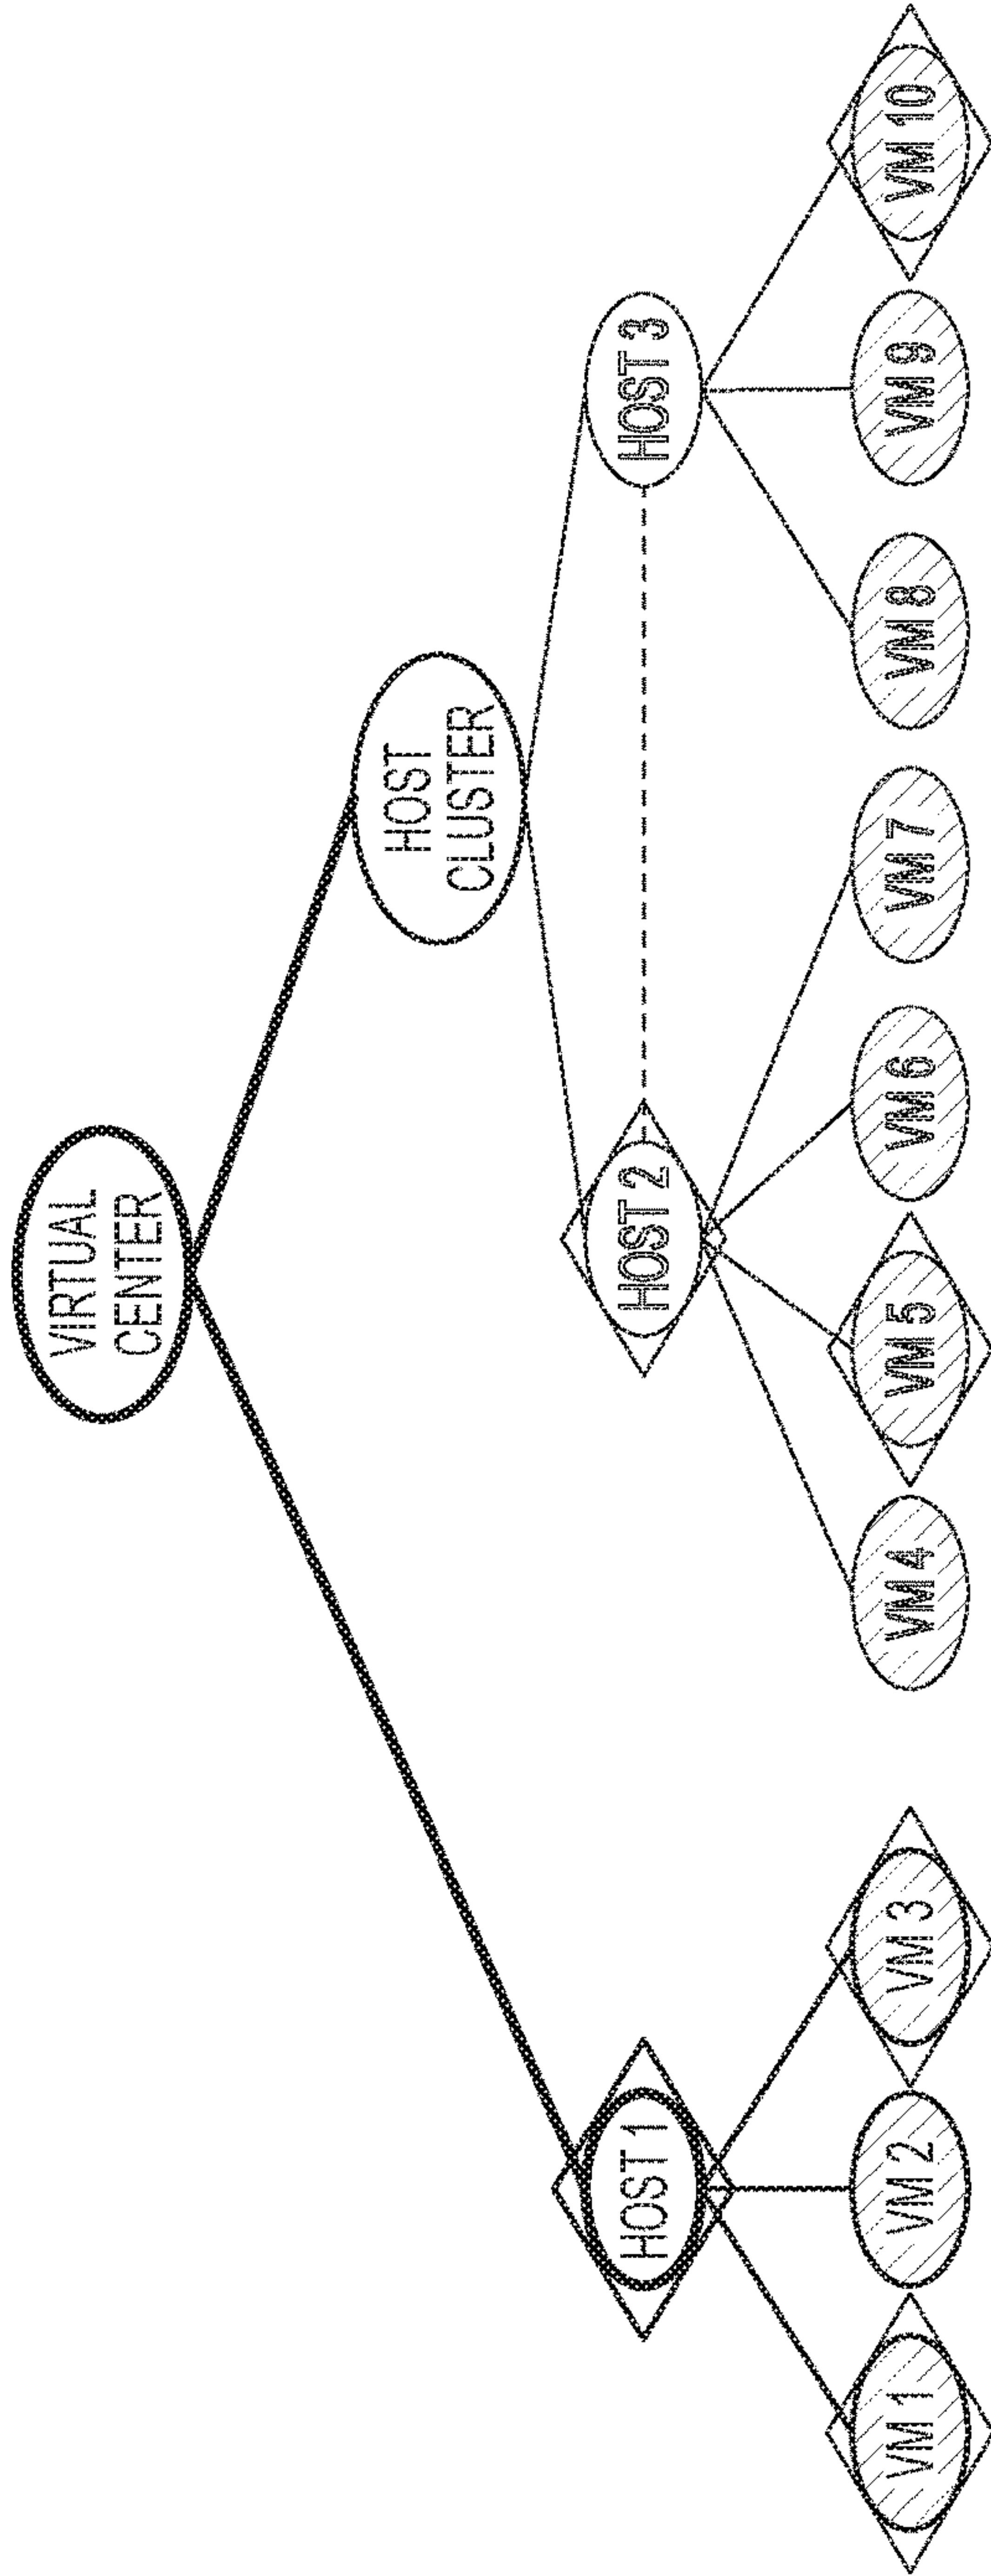 VIRTUAL
CENTER
HOST
CLUSTER
HOST 1
HOST 2
HOST 3
VM 1
VM 2
VM 3
VM 4
VM 5
VM 6
VM 7
VM 8
VM 9
VM 10